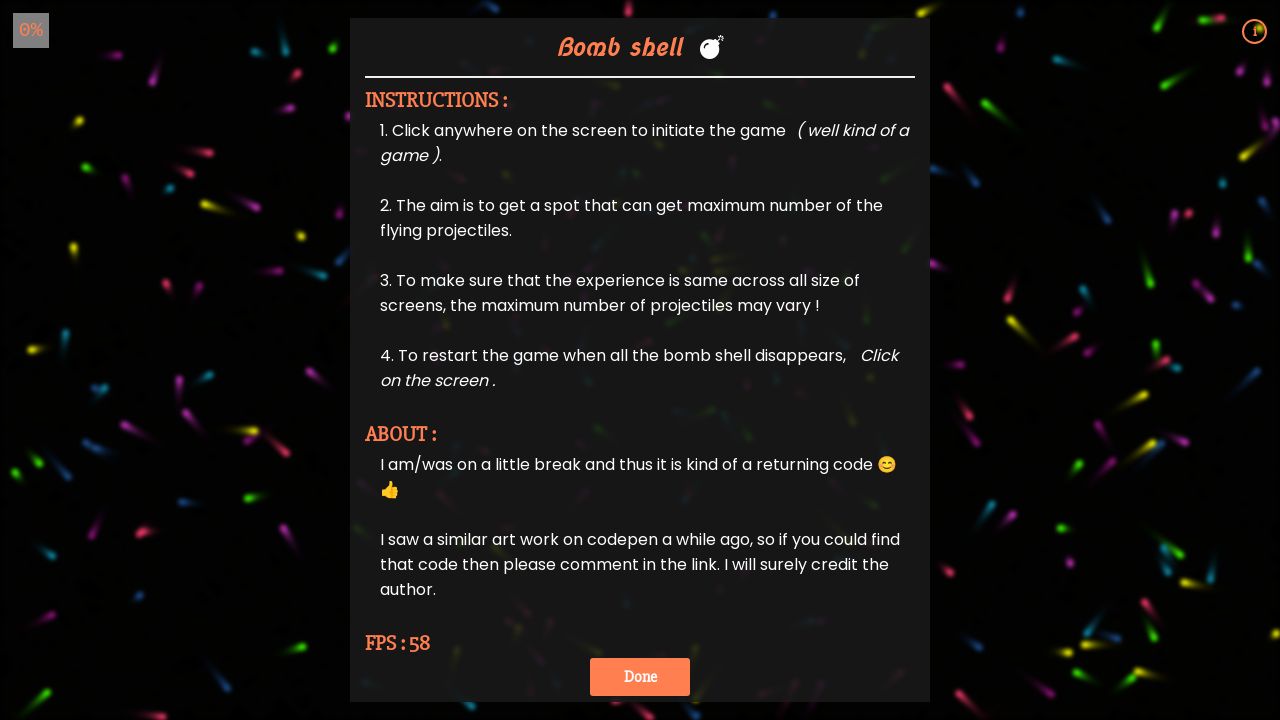 0%
i
Bomb shell 💣
INSTRUCTIONS :
1. Click anywhere on the screen to initiate the game ( well kind of a
game ).
2. The aim is to get a spot that can get maximum number of the
flying projectiles.
3. To make sure that the experience is same across all size of
screens, the maximum number of projectiles may vary !
4. To restart the game when all the bomb shell disappears, Click
on the screen .
ABOUT :
I am/was on a little break and thus it is kind of a returning code 😊
👍
I saw a similar art work on codepen a while ago, so if you could find
that code then please comment in the link. I will surely credit the
author.
FPS : 58
Done